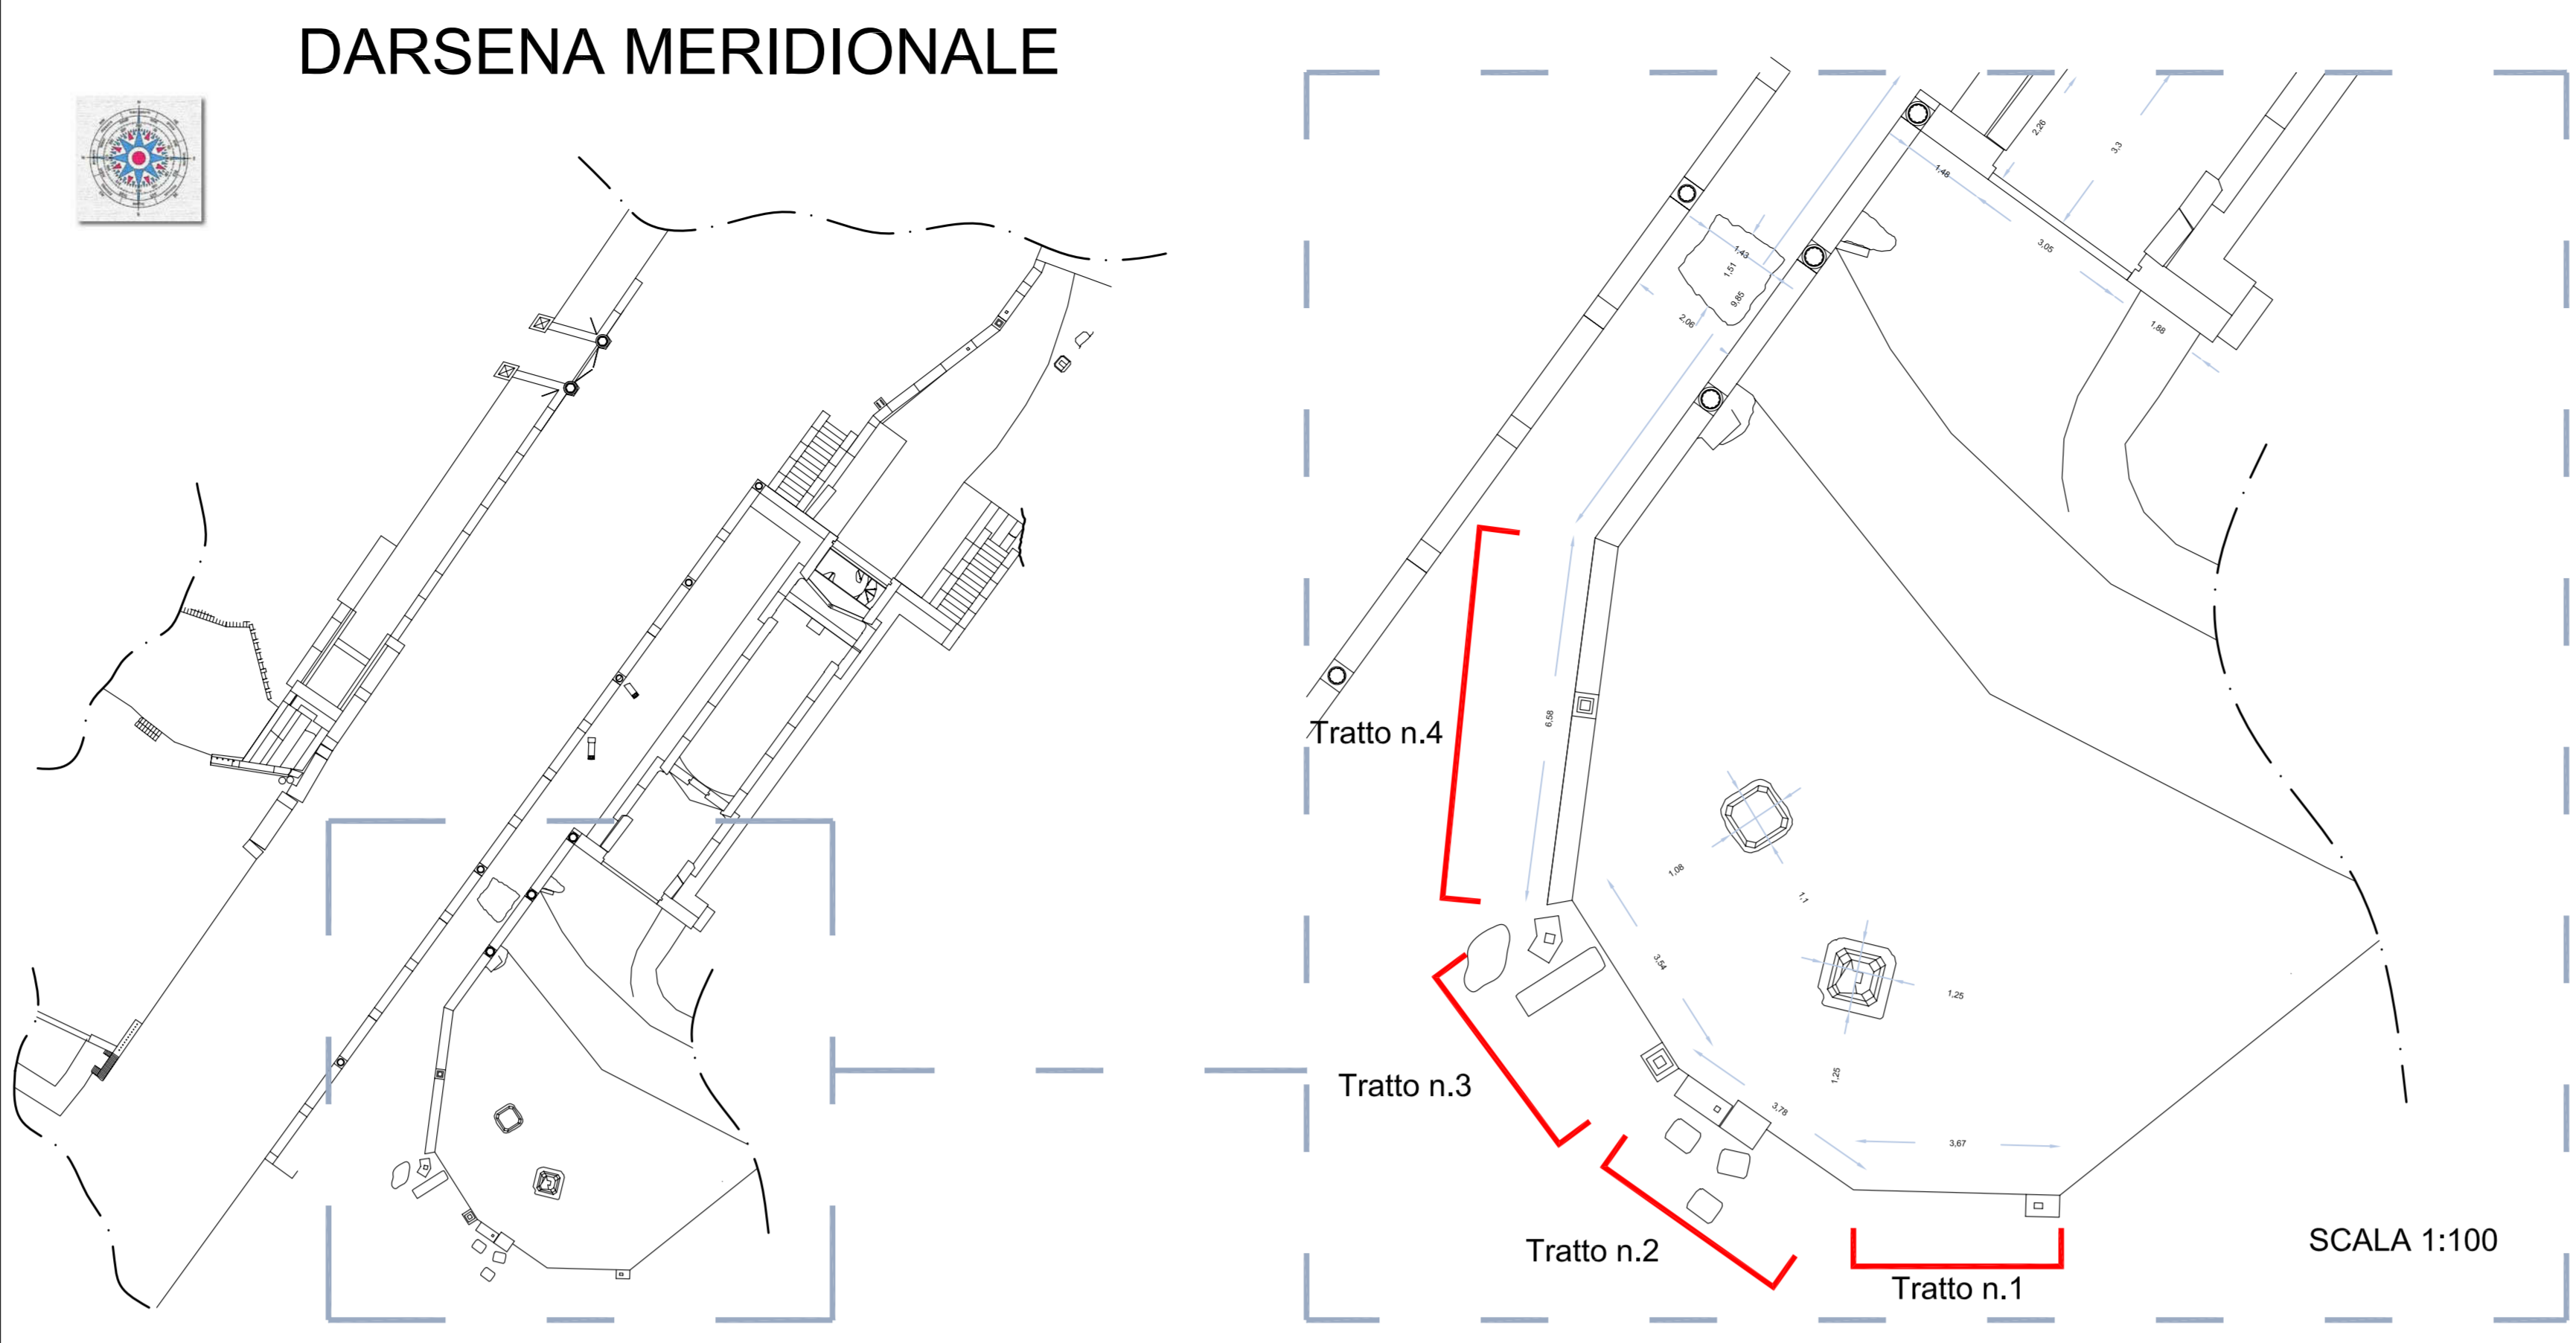 DARSENA MERIDIONALE
2,26
3,3
1,48
3,05
1,43
1,51
9,85
2,06
1,88
6,58
Tratto n.4
1,08
1,1
3,54
1,25
1,25
Tratto n.3
3,78
3,67
Tratto n.2
SCALA 1:100
Tratto n.1